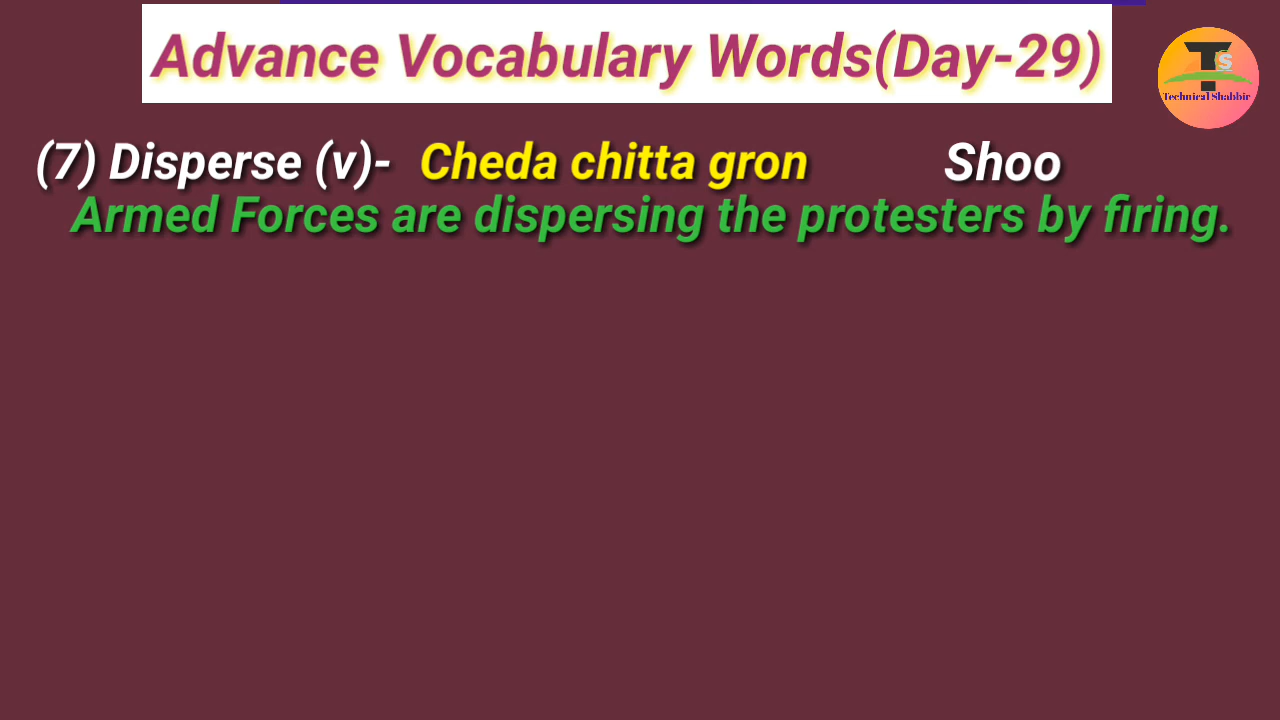 Advance Vocabulary Words(Day-29)
TS
Technical Shabbir
(7) Disperse (v)- Cheda chitta gron Shoo
Armed Forces are dispersing the protesters by firing.